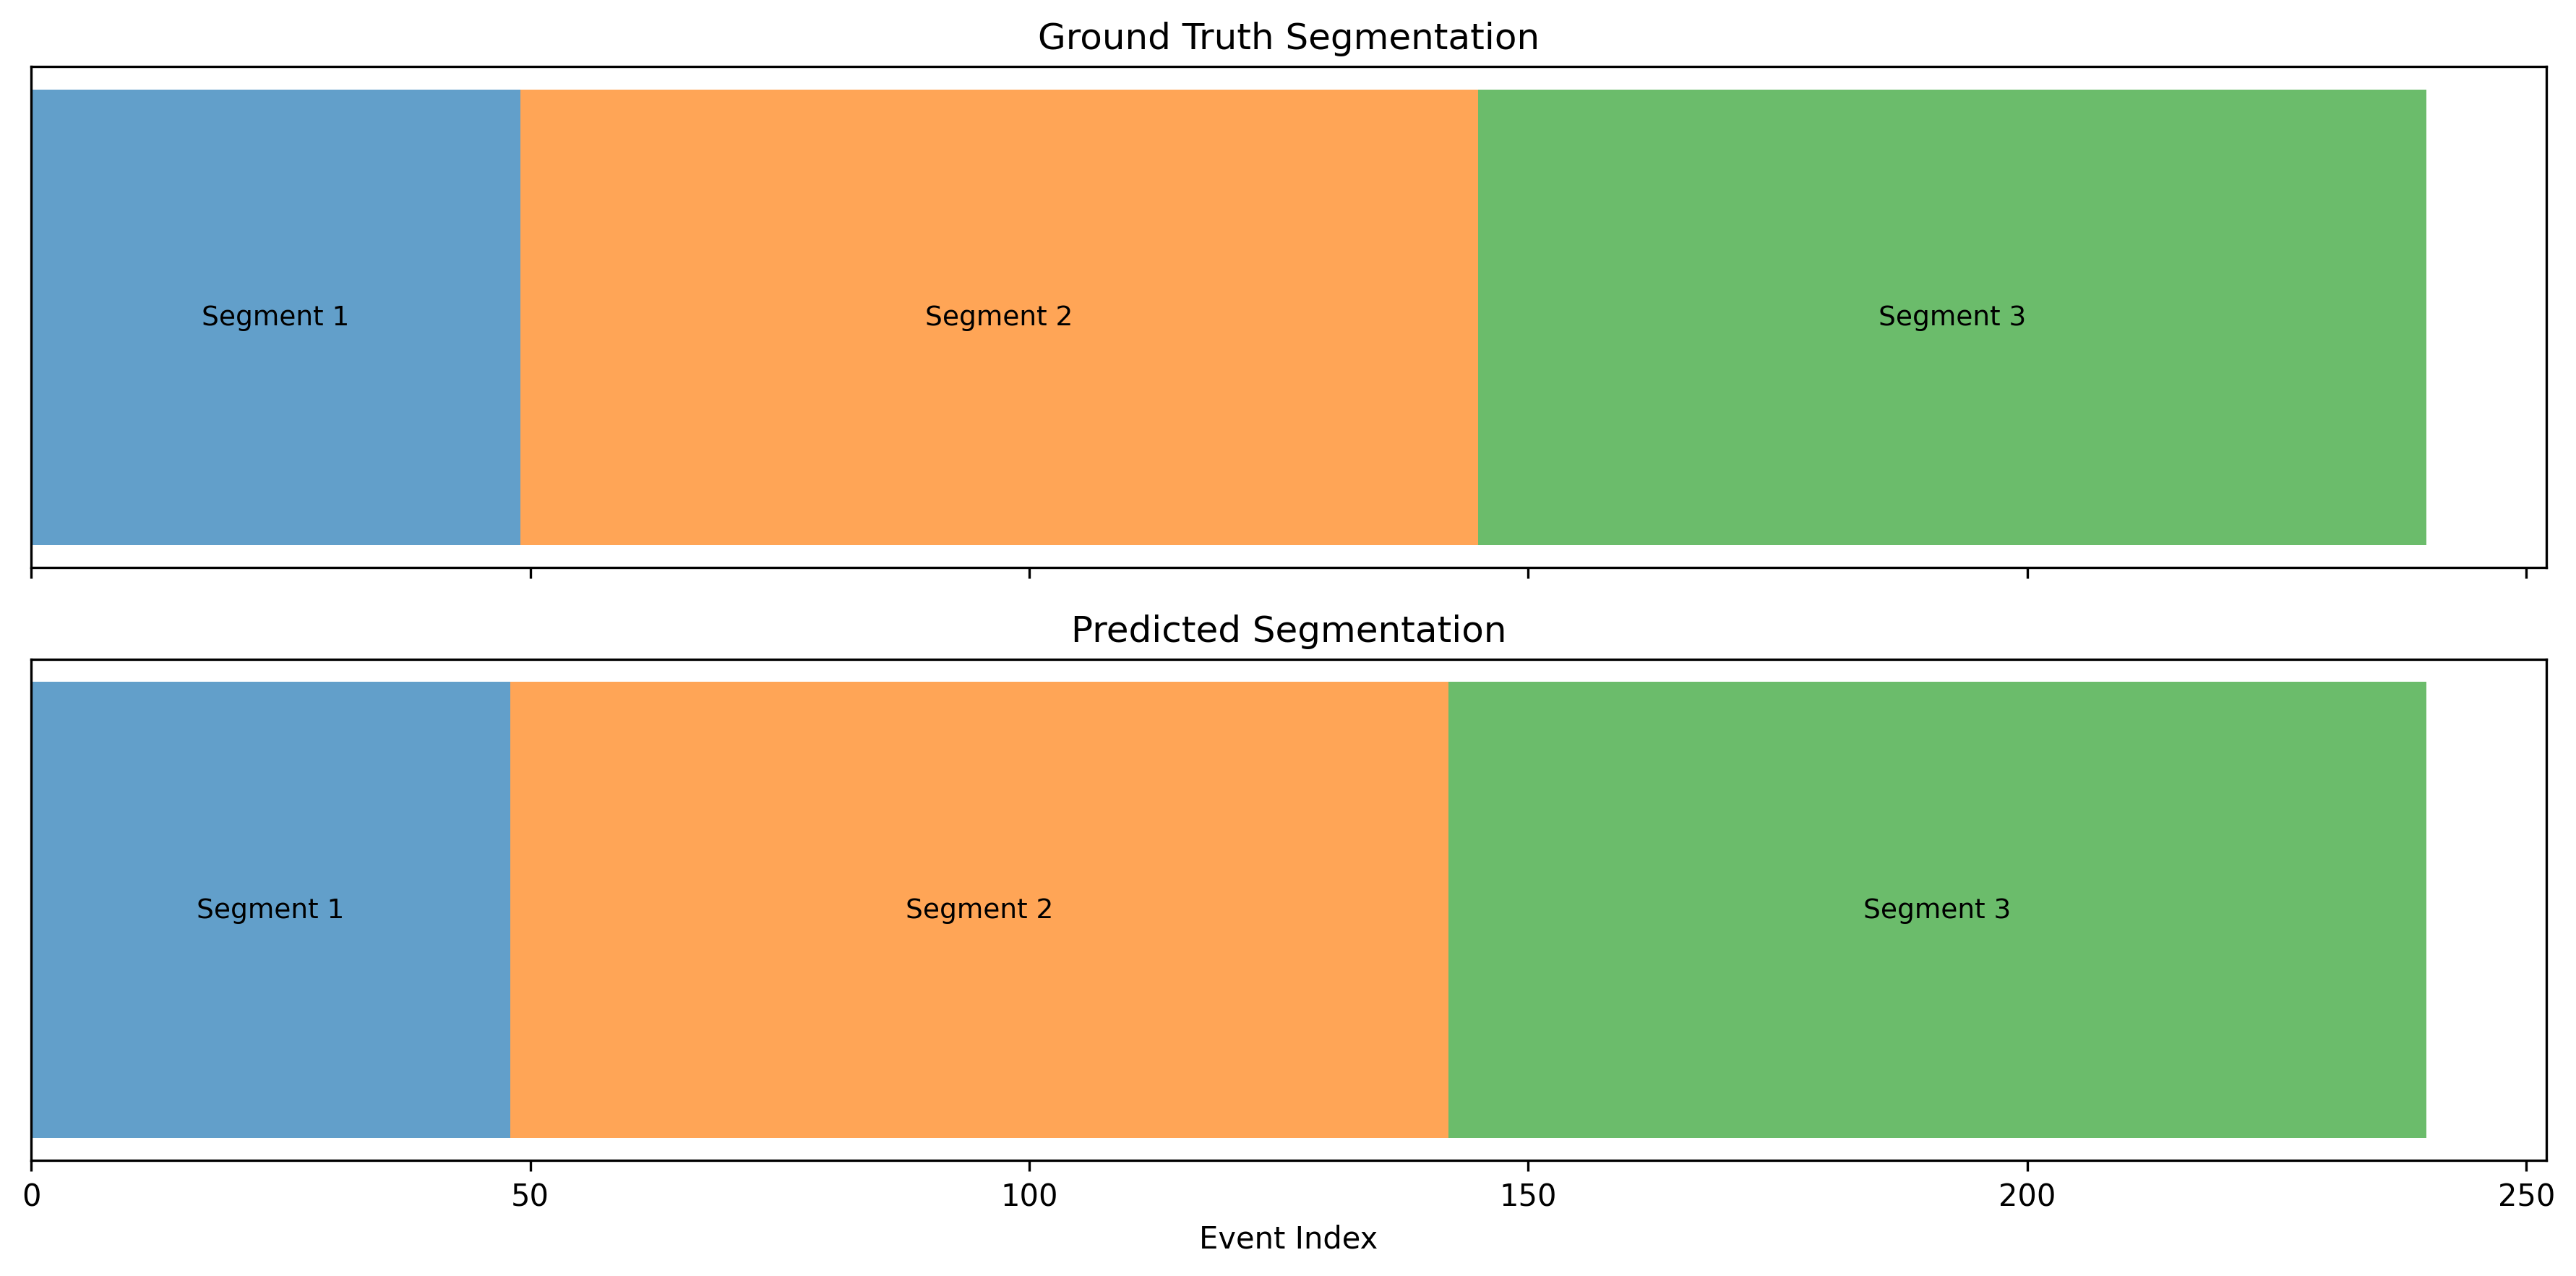 Ground Truth Segmentation
Segment 1 Segment 2 Segment 3
Predicted Segmentation
Segment 1 Segment 2 Segment 3
0 50 100 150 200 250
Event Index